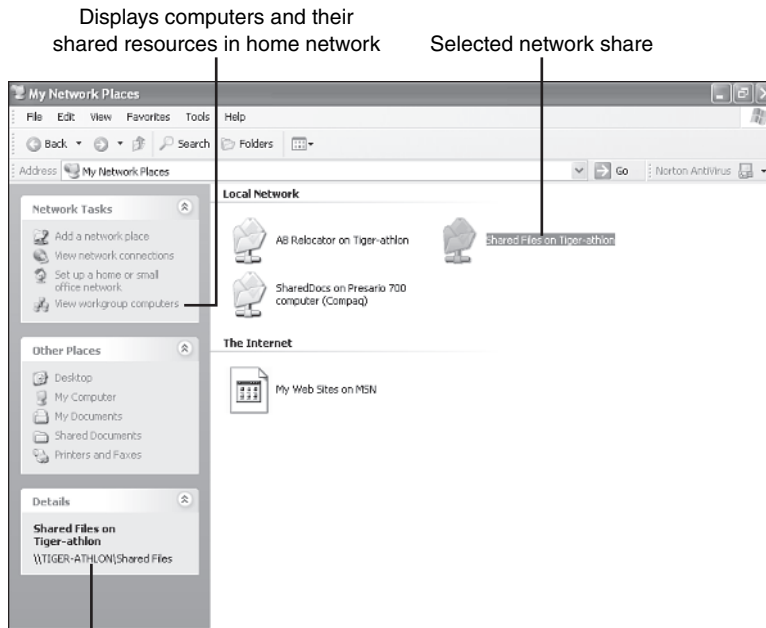 Displays computers and their
shared resources in home network
Selected network share
My Network Places
File Edit View Favorites Tools Help
Back Search Folders
Address My Network Places Go Norton AntiVirus
Network Tasks
Add a network place
View network connections
Set up a home or small
office network
View workgroup computers
Other Places
Desktop
My Computer
My Documents
Shared Documents
Printers and Faxes
Details
Shared Files on
Tiger-athlon
\\TIGER-ATHLON\Shared Files
Local Network
AB Relocator on Tiger-athlon
Shared Files on Tiger-athlon
SharedDocs on Presario 700
computer (Compaq)
The Internet
My Web Sites on MSN